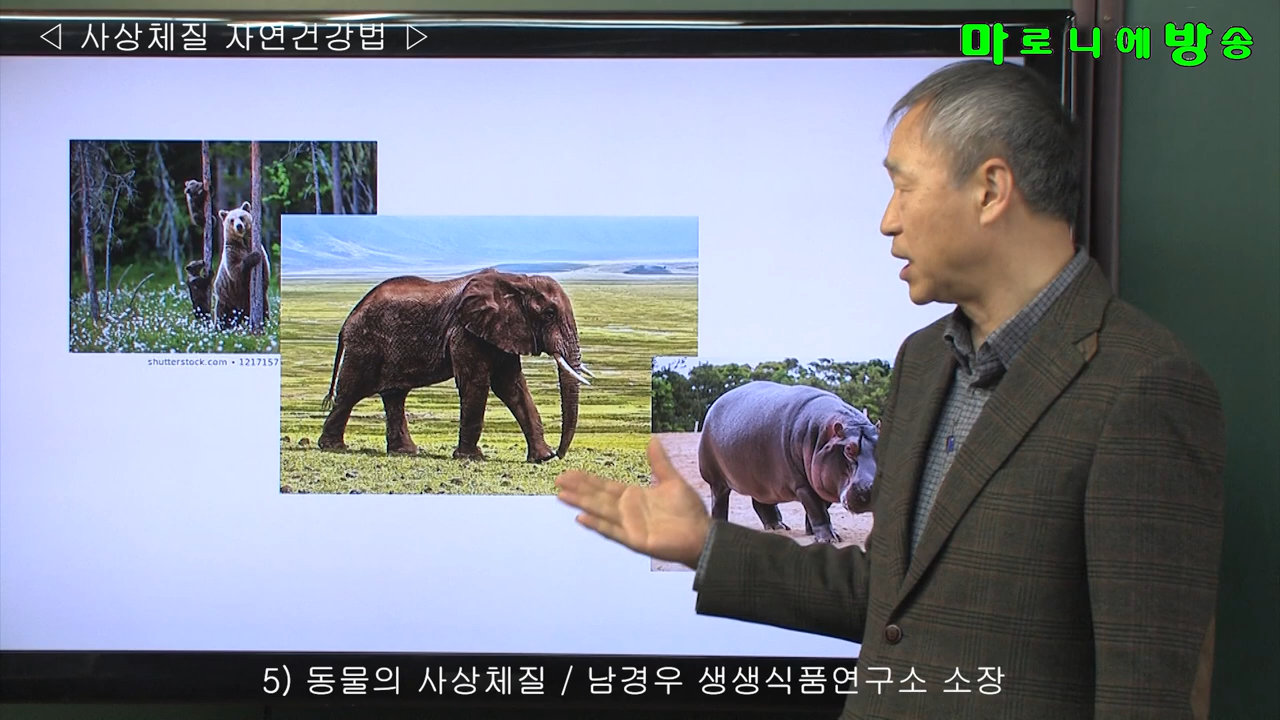 ◁ 사상체질 자연건강법 ▷
마로니에방송
shutterstock.com • 1217157
5) 동물의 사상체질 / 남경우 생생식품연구소 소장